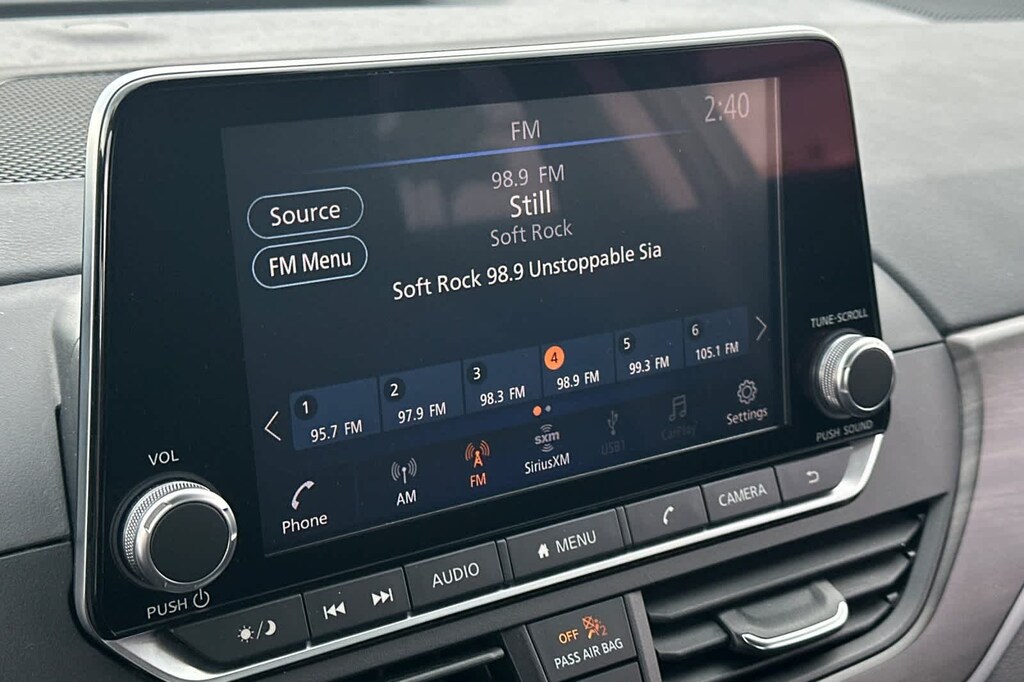 2:40
FM
98.9 FM
Still
Soft Rock
Soft Rock 98.9 Unstoppable Sia
Source
FM Menu
1 95.7 FM
2 97.9 FM
3 98.3 FM
4 98.9 FM
5 99.3 FM
6 105.1 FM
Phone
AM
FM
sxm
SiriusXM
USB1
CarPlay
Settings
TUNE·SCROLL
PUSH SOUND
VOL
PUSH
AUDIO
MENU
CAMERA
OFF
2
PASS AIR BAG